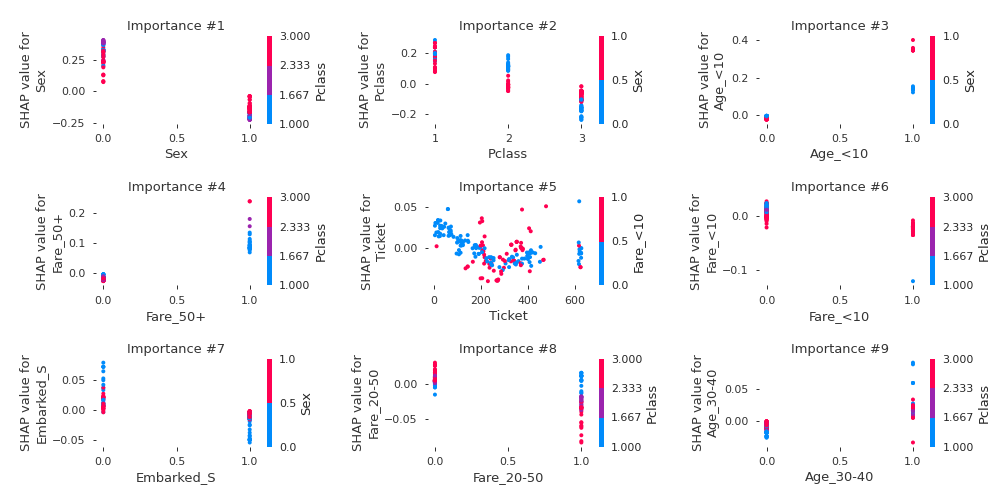 Importance #1
SHAP value for
Sex
0.25
0.00
−0.25
0.0
0.5
1.0
Sex
3.000
2.333
1.667
1.000
Pclass
Importance #2
SHAP value for
Pclass
0.2
0.0
−0.2
1
2
3
Pclass
1.0
0.5
0.0
Sex
Importance #3
SHAP value for
Age_<10
0.4
0.2
0.0
0.0
0.5
1.0
Age_<10
1.0
0.5
0.0
Sex
Importance #4
SHAP value for
Fare_50+
0.2
0.1
0.0
0.0
0.5
1.0
Fare_50+
3.000
2.333
1.667
1.000
Pclass
Importance #5
SHAP value for
Ticket
0.05
0.00
0
200
400
600
Ticket
1.0
0.5
0.0
Fare_<10
Importance #6
SHAP value for
Fare_<10
0.0
−0.1
0.0
0.5
1.0
Fare_<10
3.000
2.333
1.667
1.000
Pclass
Importance #7
SHAP value for
Embarked_S
0.05
0.00
−0.05
0.0
0.5
1.0
Embarked_S
1.0
0.5
0.0
Sex
Importance #8
SHAP value for
Fare_20-50
0.00
−0.05
0.0
0.5
1.0
Fare_20-50
3.000
2.333
1.667
1.000
Pclass
Importance #9
SHAP value for
Age_30-40
0.05
0.00
0.0
0.5
1.0
Age_30-40
3.000
2.333
1.667
1.000
Pclass